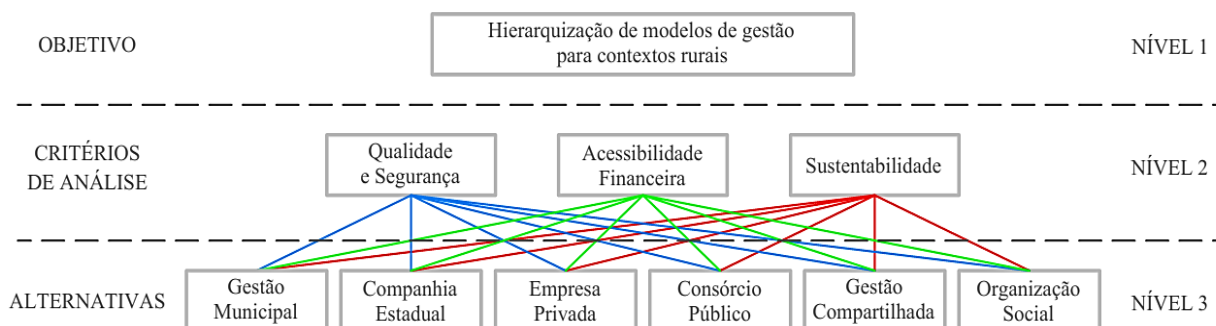 OBJETIVO
Hierarquização de modelos de gestão
para contextos rurais
NÍVEL 1
CRITÉRIOS
DE ANÁLISE
Qualidade
e Segurança
Acessibilidade
Financeira
Sustentabilidade
NÍVEL 2
ALTERNATIVAS
Gestão
Municipal
Companhia
Estadual
Empresa
Privada
Consórcio
Público
Gestão
Compartilhada
Organização
Social
NÍVEL 3